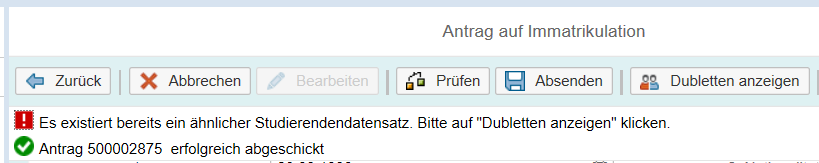 Antrag auf Immatrikulation
Zurück Abbrechen Bearbeiten Prüfen Absenden Dubletten anzeigen
Es existiert bereits ein ähnlicher Studierendendatensatz. Bitte auf "Dubletten anzeigen" klicken.
Antrag 500002875 erfolgreich abgeschickt